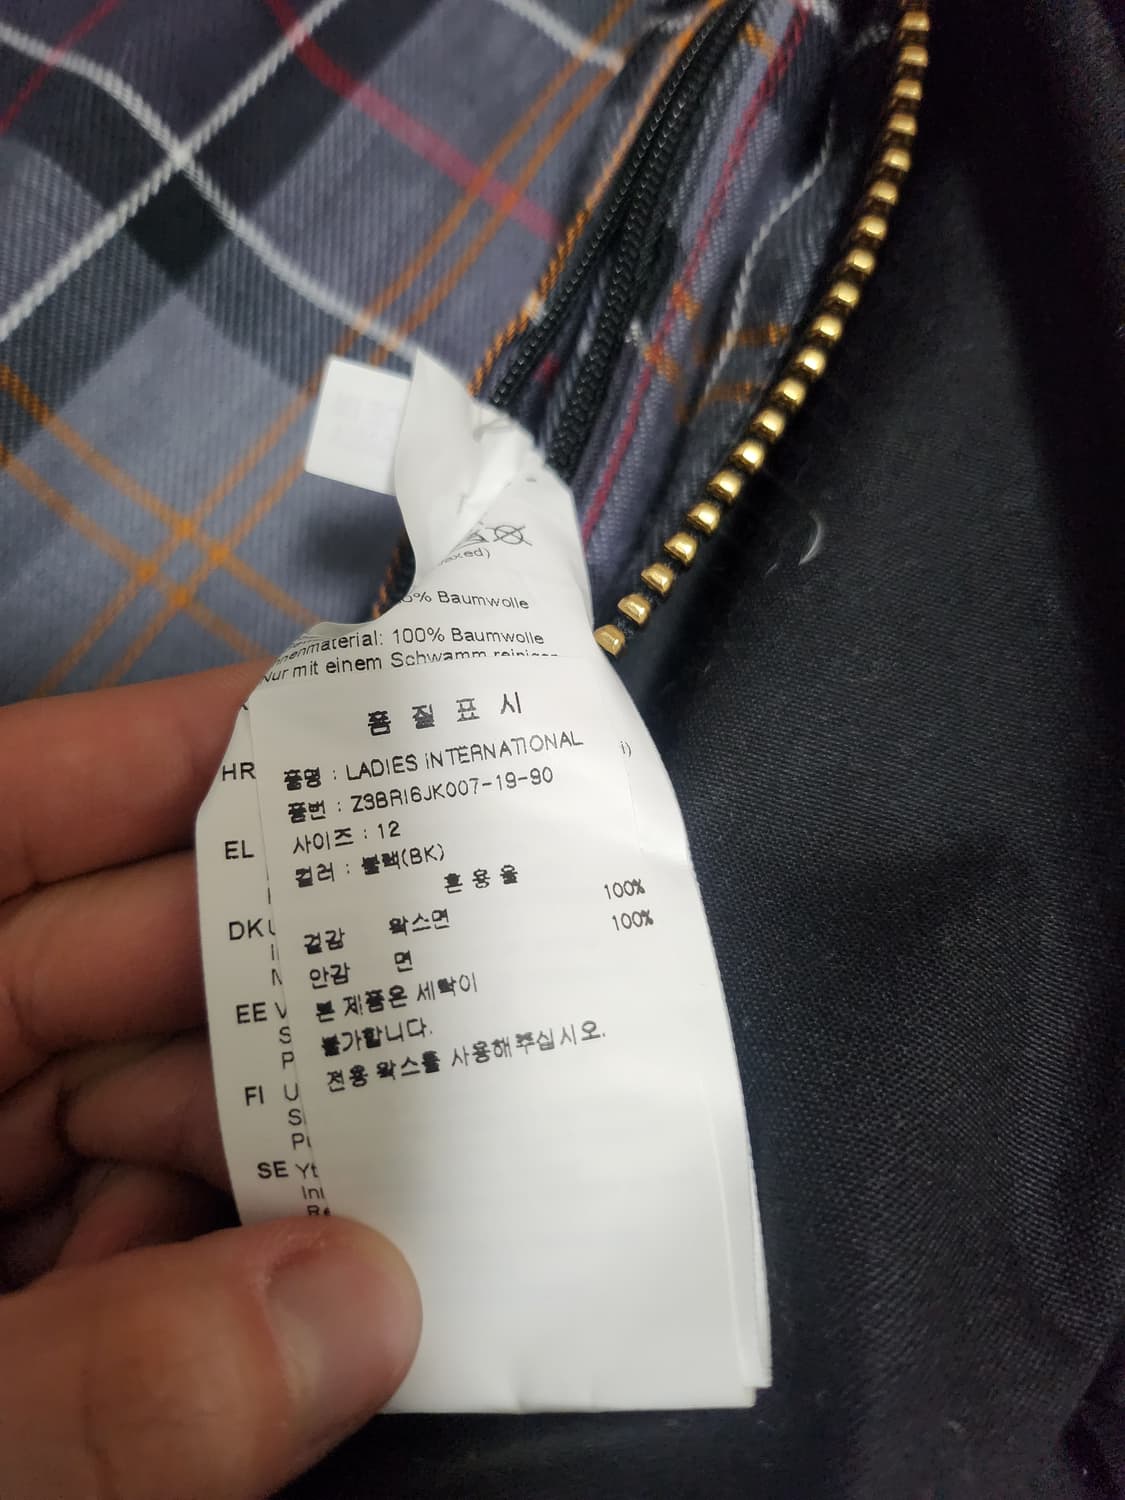 Baumwolle
100% Baumwolle
Nur mit einem Schwamm
품 질 표 시
품명 : LADIES INTERNATIONAL
품번 : Z3BRI6JK007-19-90
사이즈 : 12
컬러 : 블랙(BK)
혼 용 율
겉감 왁스면 100%
안감 면 100%
본 제품은 세탁이
불가합니다.
전용 왁스를 사용해주십시오.
HR
EL
DK
EE V
S
P
FI U
S
P
SE Yt